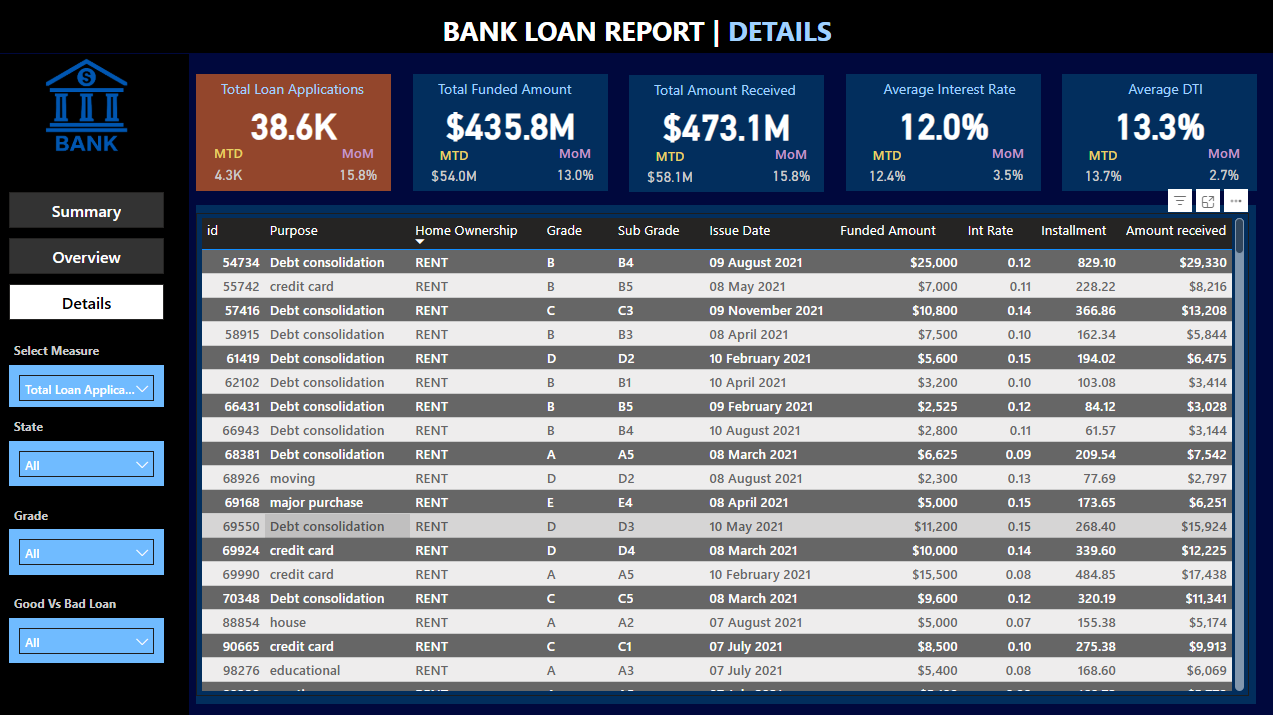 BANK LOAN REPORT | DETAILS
$
BANK
Total Loan Applications
38.6K
MTD MoM
4.3K 15.8%
Total Funded Amount
$435.8M
MTD MoM
$54.0M 13.0%
Total Amount Received
$473.1M
MTD MoM
$58.1M 15.8%
Average Interest Rate
12.0%
MTD MoM
12.4% 3.5%
Average DTI
13.3%
MTD MoM
13.7% 2.7%
Summary
Overview
Details
Select Measure
Total Loan Applica...
State
All
Grade
All
Good Vs Bad Loan
All
id Purpose Home Ownership Grade Sub Grade Issue Date Funded Amount Int Rate Installment Amount received
54734 Debt consolidation RENT B B4 09 August 2021 $25,000 0.12 829.10 $29,330
55742 credit card RENT B B5 08 May 2021 $7,000 0.11 228.22 $8,216
57416 Debt consolidation RENT C C3 09 November 2021 $10,800 0.14 366.86 $13,208
58915 Debt consolidation RENT B B3 08 April 2021 $7,500 0.10 162.34 $5,844
61419 Debt consolidation RENT D D2 10 February 2021 $5,600 0.15 194.02 $6,475
62102 Debt consolidation RENT B B1 10 April 2021 $3,200 0.10 103.08 $3,414
66431 Debt consolidation RENT B B5 09 February 2021 $2,525 0.12 84.12 $3,028
66943 Debt consolidation RENT B B4 10 August 2021 $2,800 0.11 61.57 $3,144
68381 Debt consolidation RENT A A5 08 March 2021 $6,625 0.09 209.54 $7,542
68926 moving RENT D D2 08 August 2021 $2,300 0.13 77.69 $2,797
69168 major purchase RENT E E4 08 April 2021 $5,000 0.15 173.65 $6,251
69550 Debt consolidation RENT D D3 10 May 2021 $11,200 0.15 268.40 $15,924
69924 credit card RENT D D4 08 March 2021 $10,000 0.14 339.60 $12,225
69990 credit card RENT A A5 10 February 2021 $15,500 0.08 484.85 $17,438
70348 Debt consolidation RENT C C5 08 March 2021 $9,600 0.12 320.19 $11,341
88854 house RENT A A2 07 August 2021 $5,000 0.07 155.38 $5,174
90665 credit card RENT C C1 07 July 2021 $8,500 0.10 275.38 $9,913
98276 educational RENT A A3 07 July 2021 $5,400 0.08 168.60 $6,069